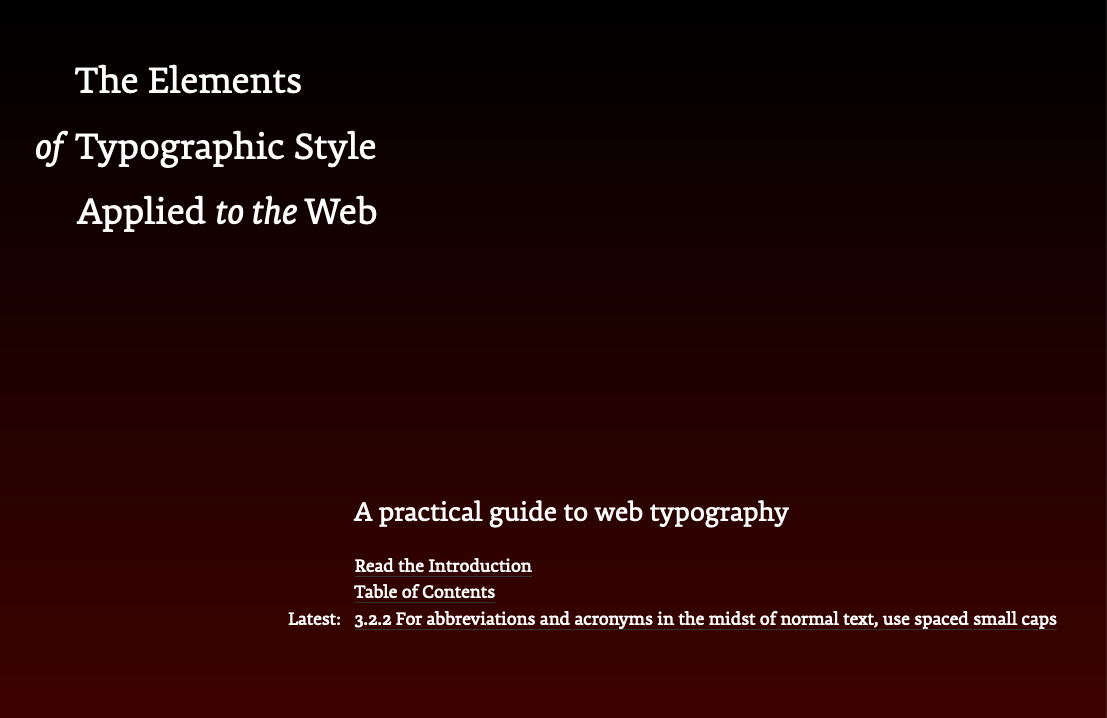 The Elements
of Typographic Style
Applied to the Web
A practical guide to web typography
Read the Introduction
Table of Contents
Latest: 3.2.2 For abbreviations and acronyms in the midst of normal text, use spaced small caps